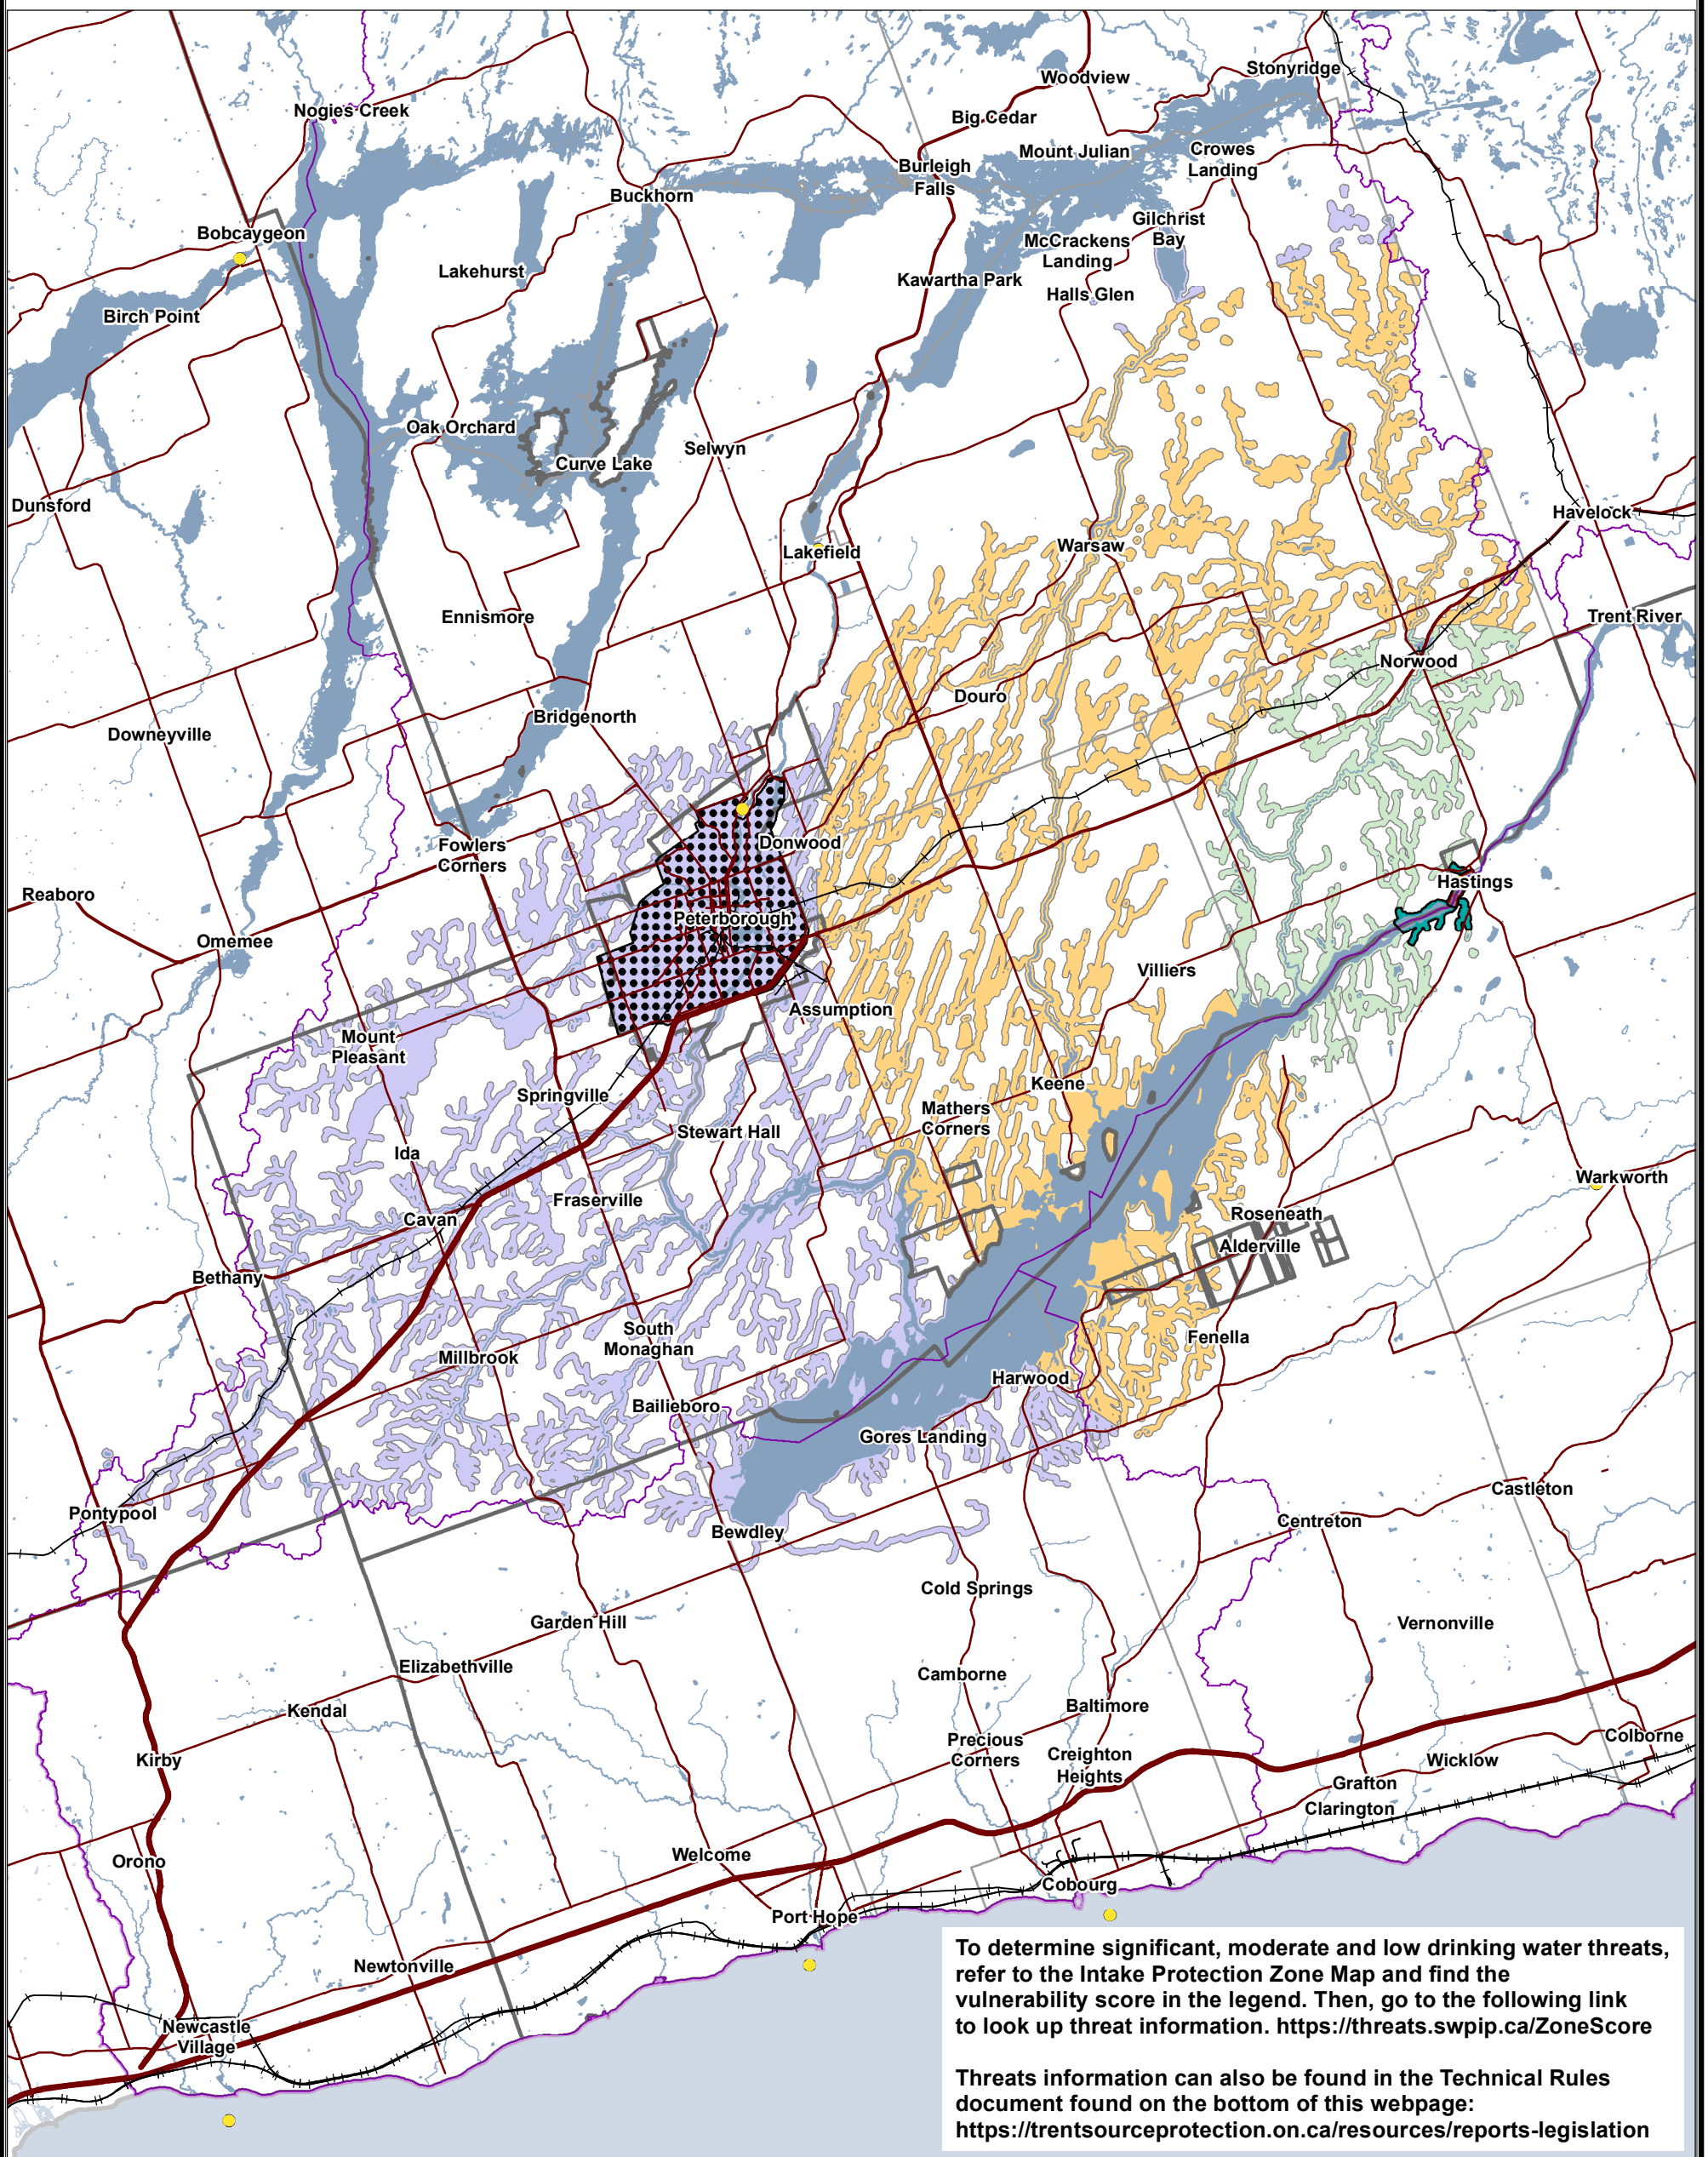 Stonyridge
Woodview
Nogies Creek
Big Cedar
Mount Julian
Crowes
Landing
Burleigh
Falls
Buckhorn
Gilchrist
Bay
Bobcaygeon
McCrackens
Landing
Lakehurst
Kawartha Park
Halls Glen
Birch Point
Oak Orchard
Selwyn
Curve Lake
Dunsford
Havelock
Warsaw
Lakefield
Ennismore
Trent River
Norwood
Douro
Bridgenorth
Downeyville
Donwood
Fowlers
Corners
Hastings
Reaboro
Peterborough
Omemee
Villiers
Assumption
Mount
Pleasant
Keene
Springville
Mathers
Corners
Stewart Hall
Ida
Warkworth
Fraserville
Roseneath
Cavan
Alderville
Bethany
South
Monaghan
Fenella
Millbrook
Harwood
Bailieboro
Gores Landing
Castleton
Pontypool
Centreton
Bewdley
Cold Springs
Garden Hill
Vernonville
Elizabethville
Camborne
Baltimore
Kendal
Colborne
Precious
Corners
Creighton
Heights
Kirby
Wicklow
Grafton
Clarington
Welcome
Orono
Cobourg
Port Hope
Newtonville
Newcastle
Village
To determine significant, moderate and low drinking water threats,
refer to the Intake Protection Zone Map and find the
vulnerability score in the legend. Then, go to the following link
to look up threat information. https://threats.swpip.ca/ZoneScore
Threats information can also be found in the Technical Rules
document found on the bottom of this webpage:
https://trentsourceprotection.on.ca/resources/reports-legislation